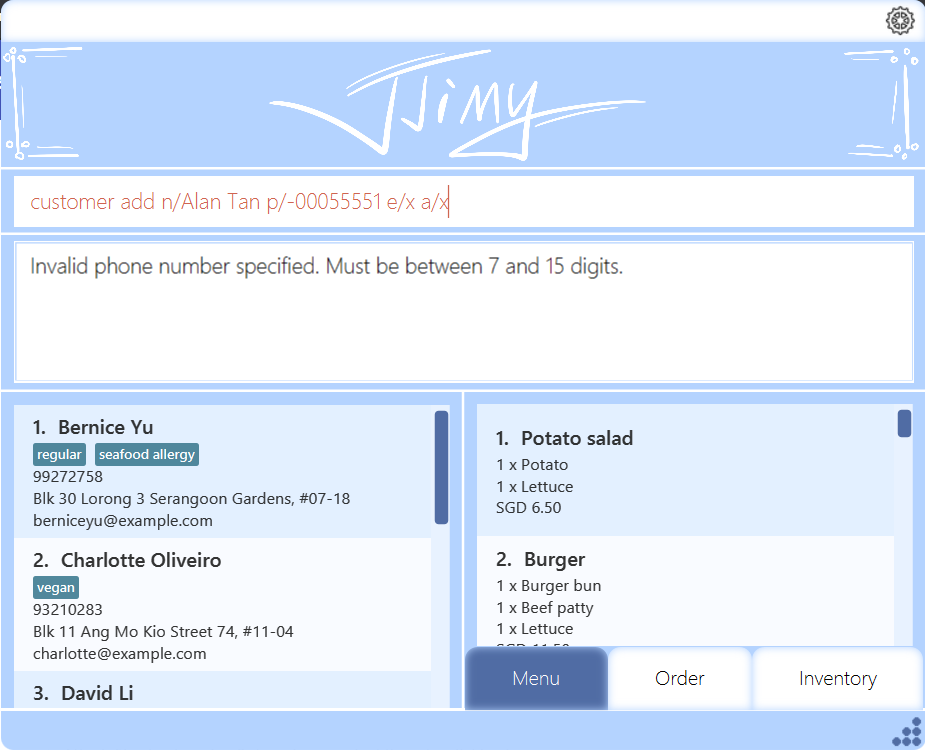 JJIMY
customer add n/Alan Tan p/-00055551 e/x a/x
Invalid phone number specified. Must be between 7 and 15 digits.
1. Bernice Yu
regular seafood allergy
99272758
Blk 30 Lorong 3 Serangoon Gardens, #07-18
berniceyu@example.com
2. Charlotte Oliveiro
vegan
93210283
Blk 11 Ang Mo Kio Street 74, #11-04
charlotte@example.com
3. David Li
1. Potato salad
1 x Potato
1 x Lettuce
SGD 6.50
2. Burger
1 x Burger bun
1 x Beef patty
1 x Lettuce
Menu
Order
Inventory